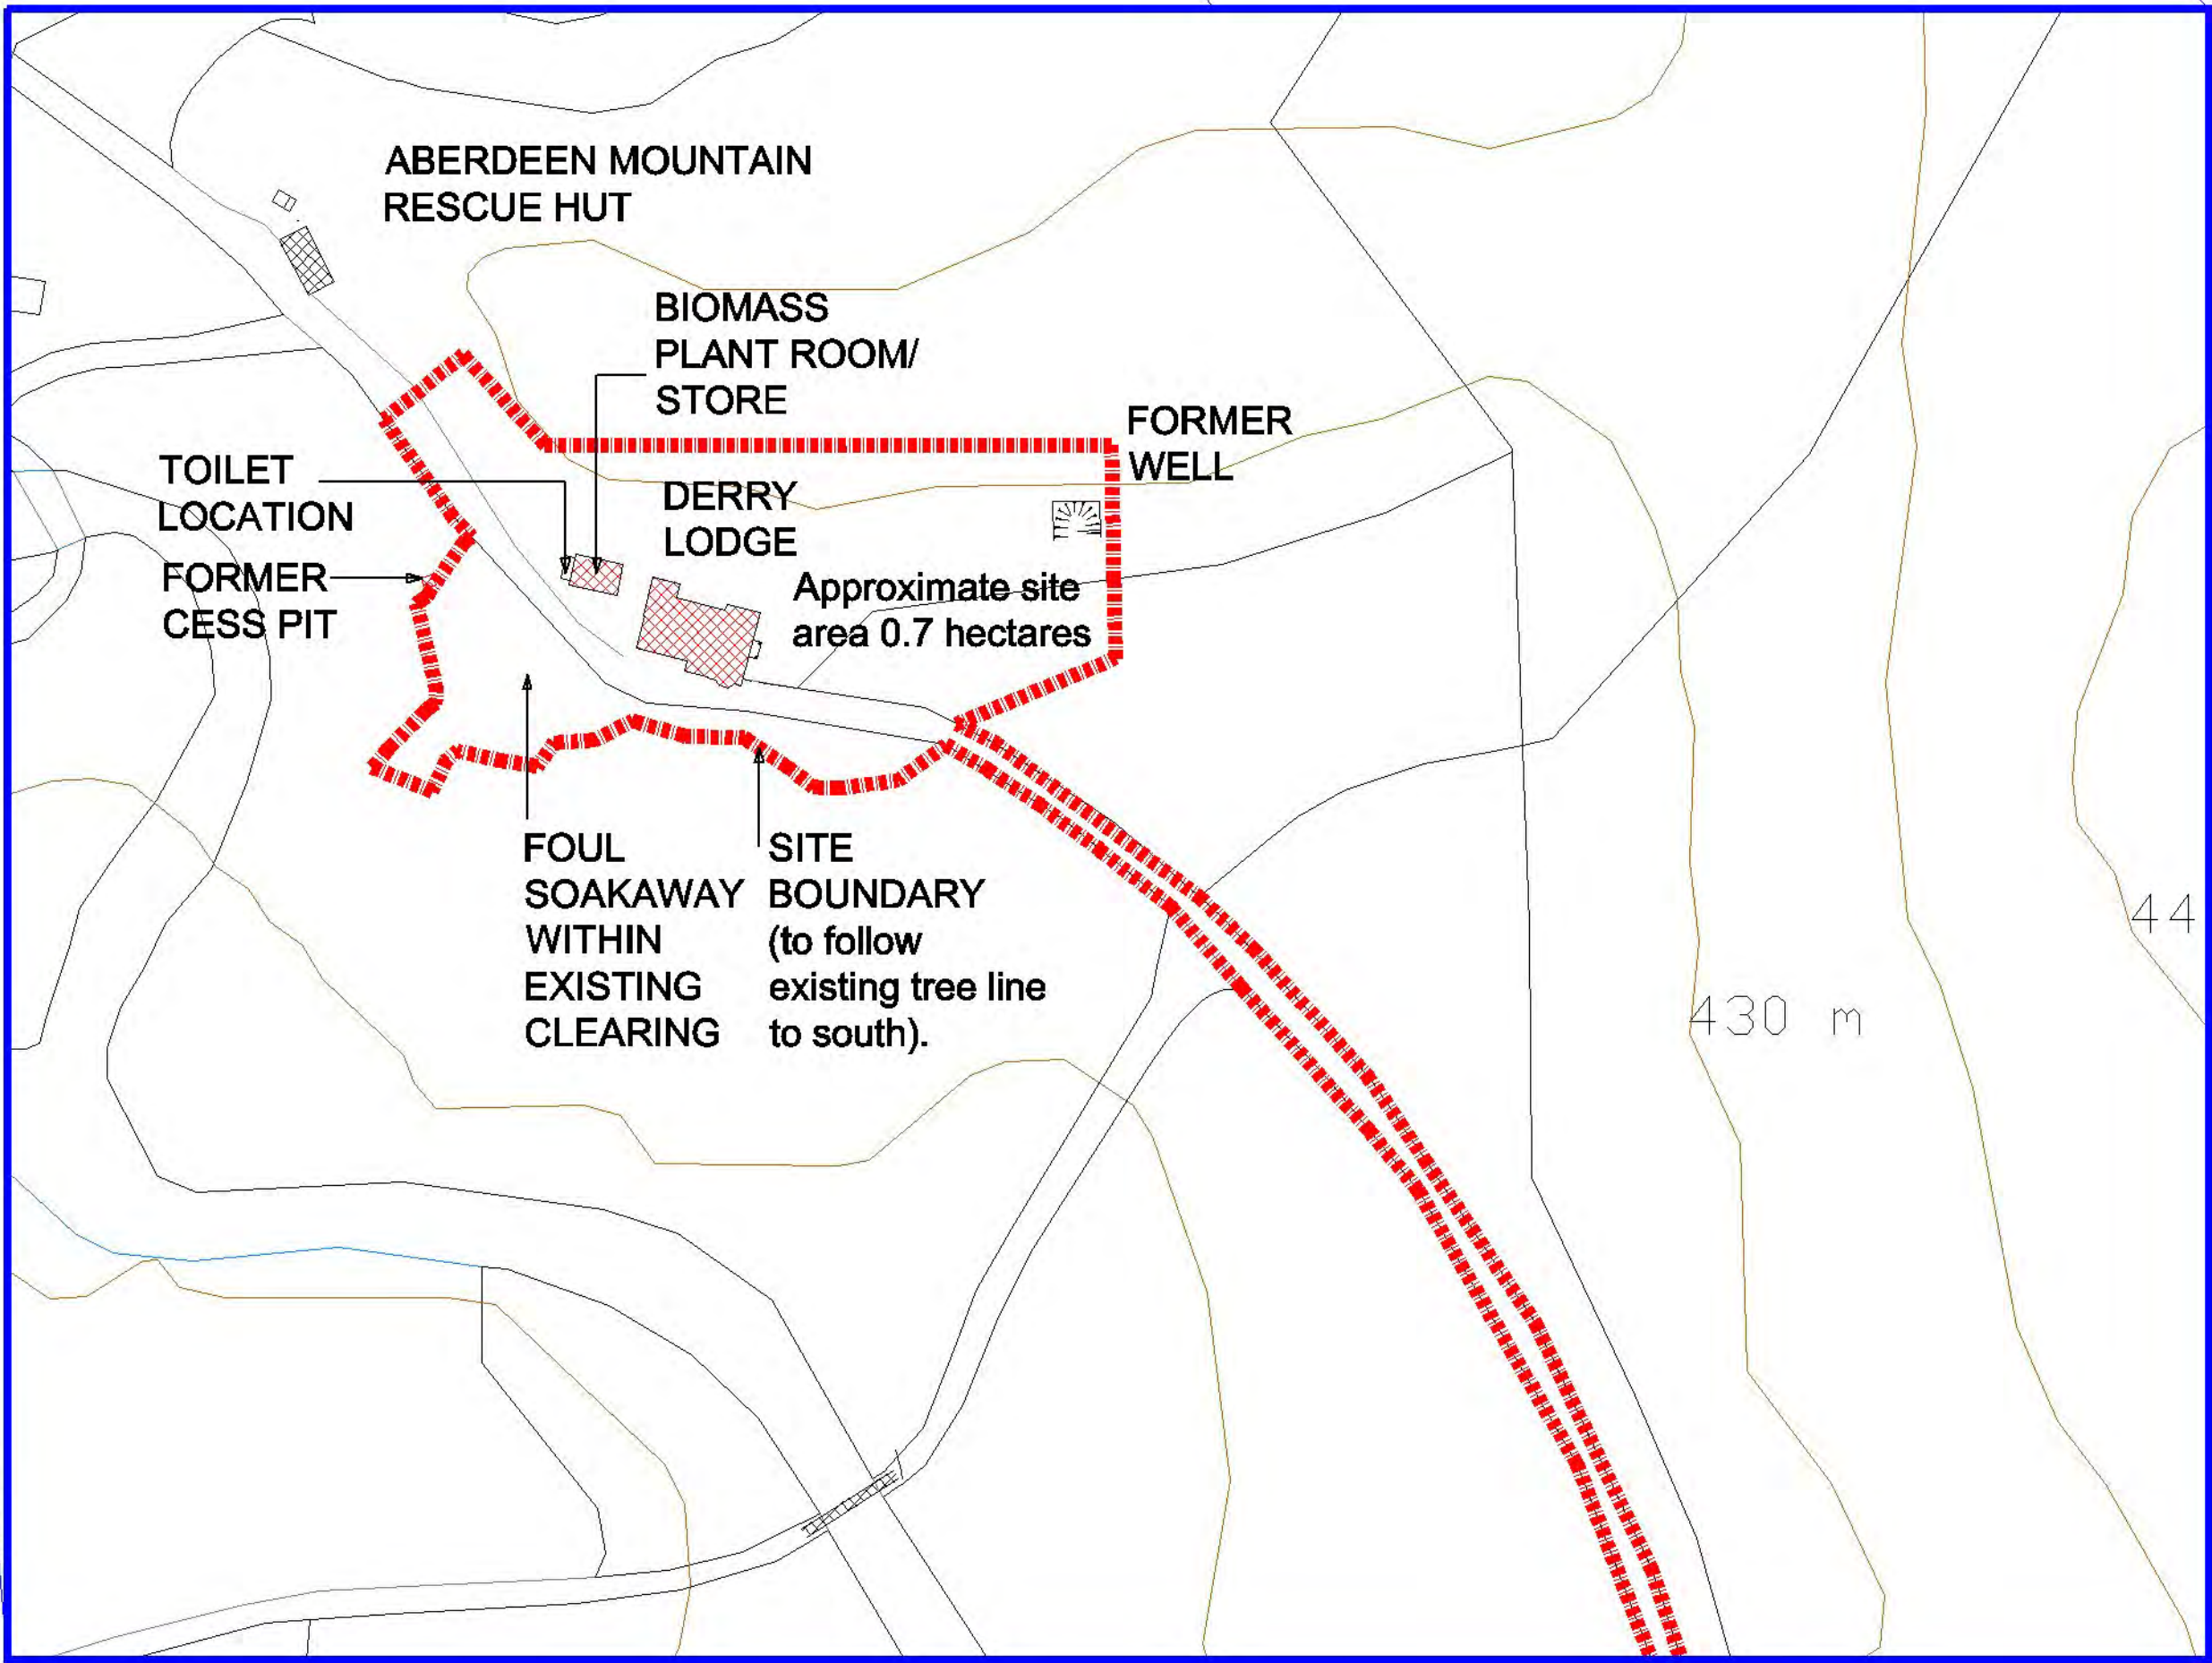 ABERDEEN MOUNTAIN
RESCUE HUT
BIOMASS
PLANT ROOM/
STORE
FORMER
WELL
TOILET
LOCATION
DERRY
LODGE
FORMER
CESS PIT
Approximate site
area 0.7 hectares
FOUL
SOAKAWAY
WITHIN
EXISTING
CLEARING
SITE
BOUNDARY
(to follow
existing tree line
to south).
44
430 m